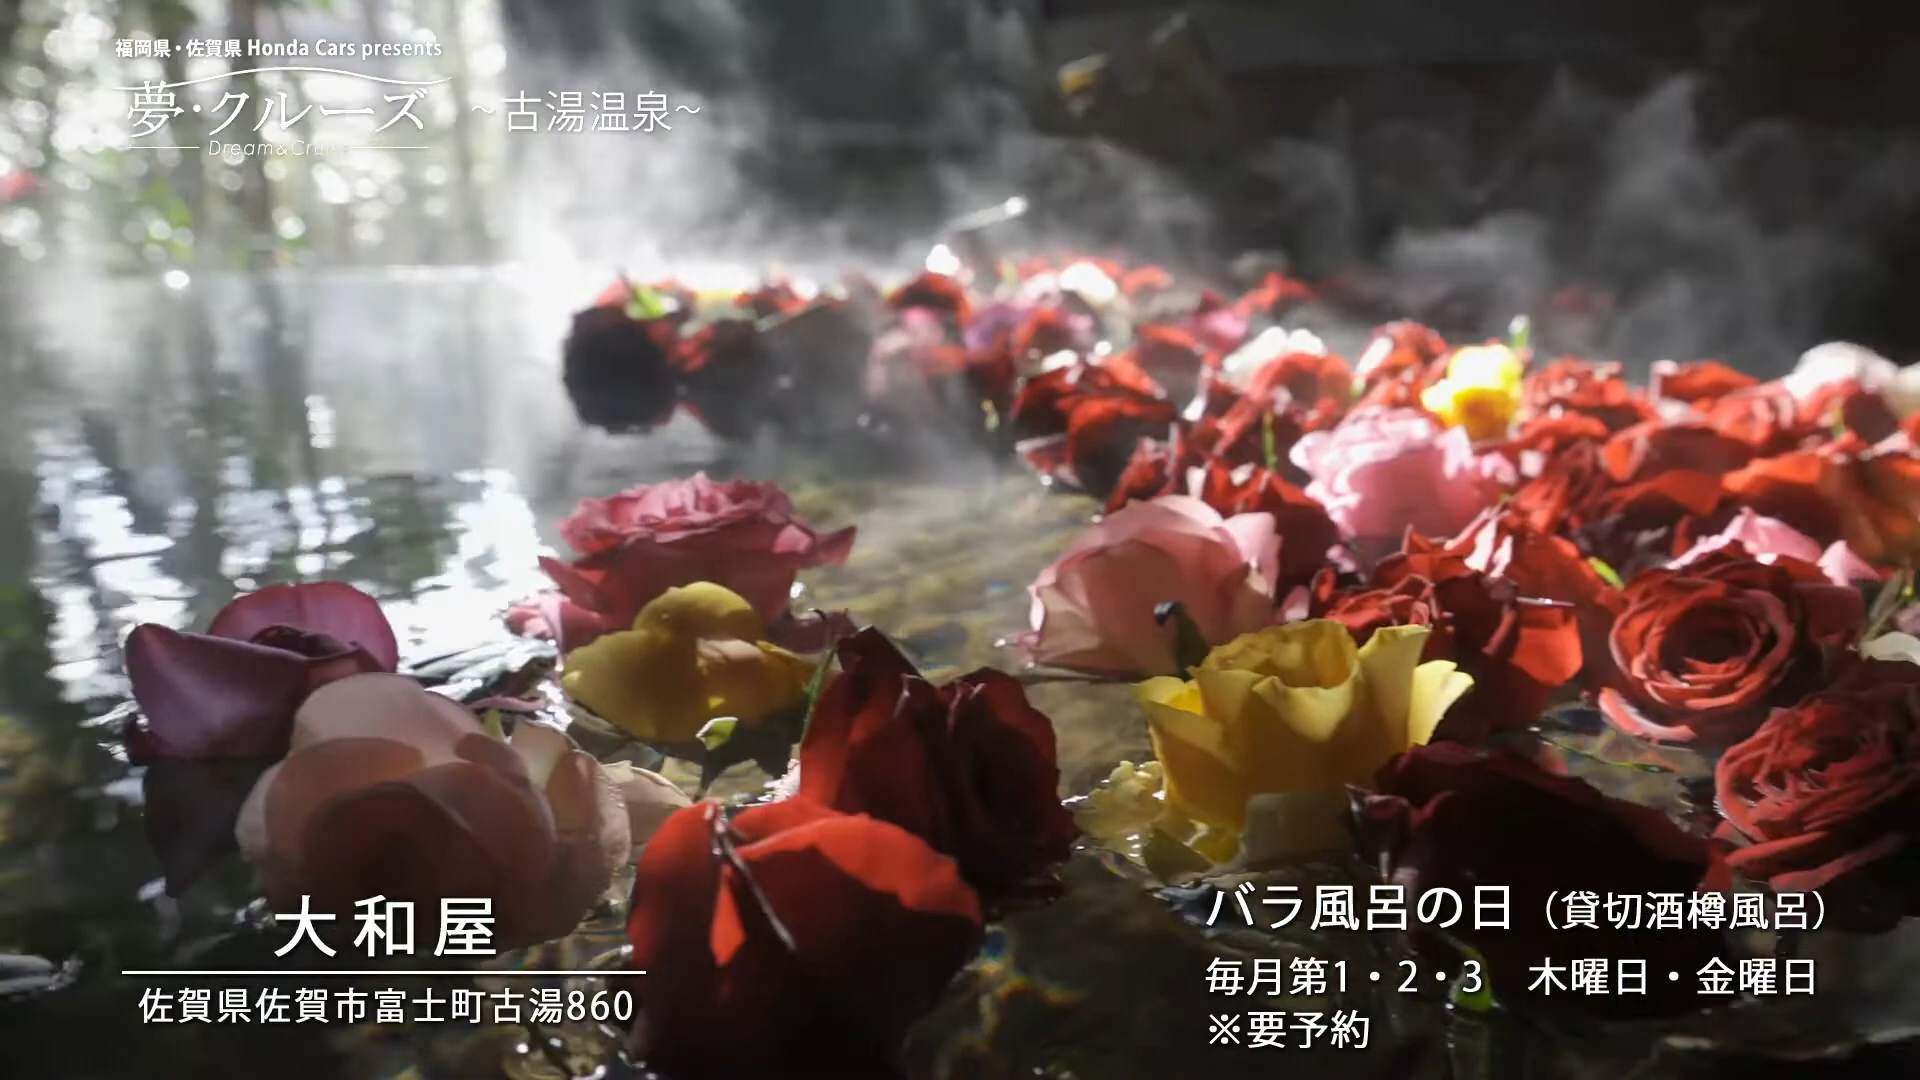 福岡県・佐賀県 Honda Cars presents
夢・クルーズ ～古湯温泉～
Dream&Cruise
大和屋
佐賀県佐賀市富士町古湯860
バラ風呂の日（貸切酒樽風呂）
毎月第1・2・3　木曜日・金曜日
※要予約